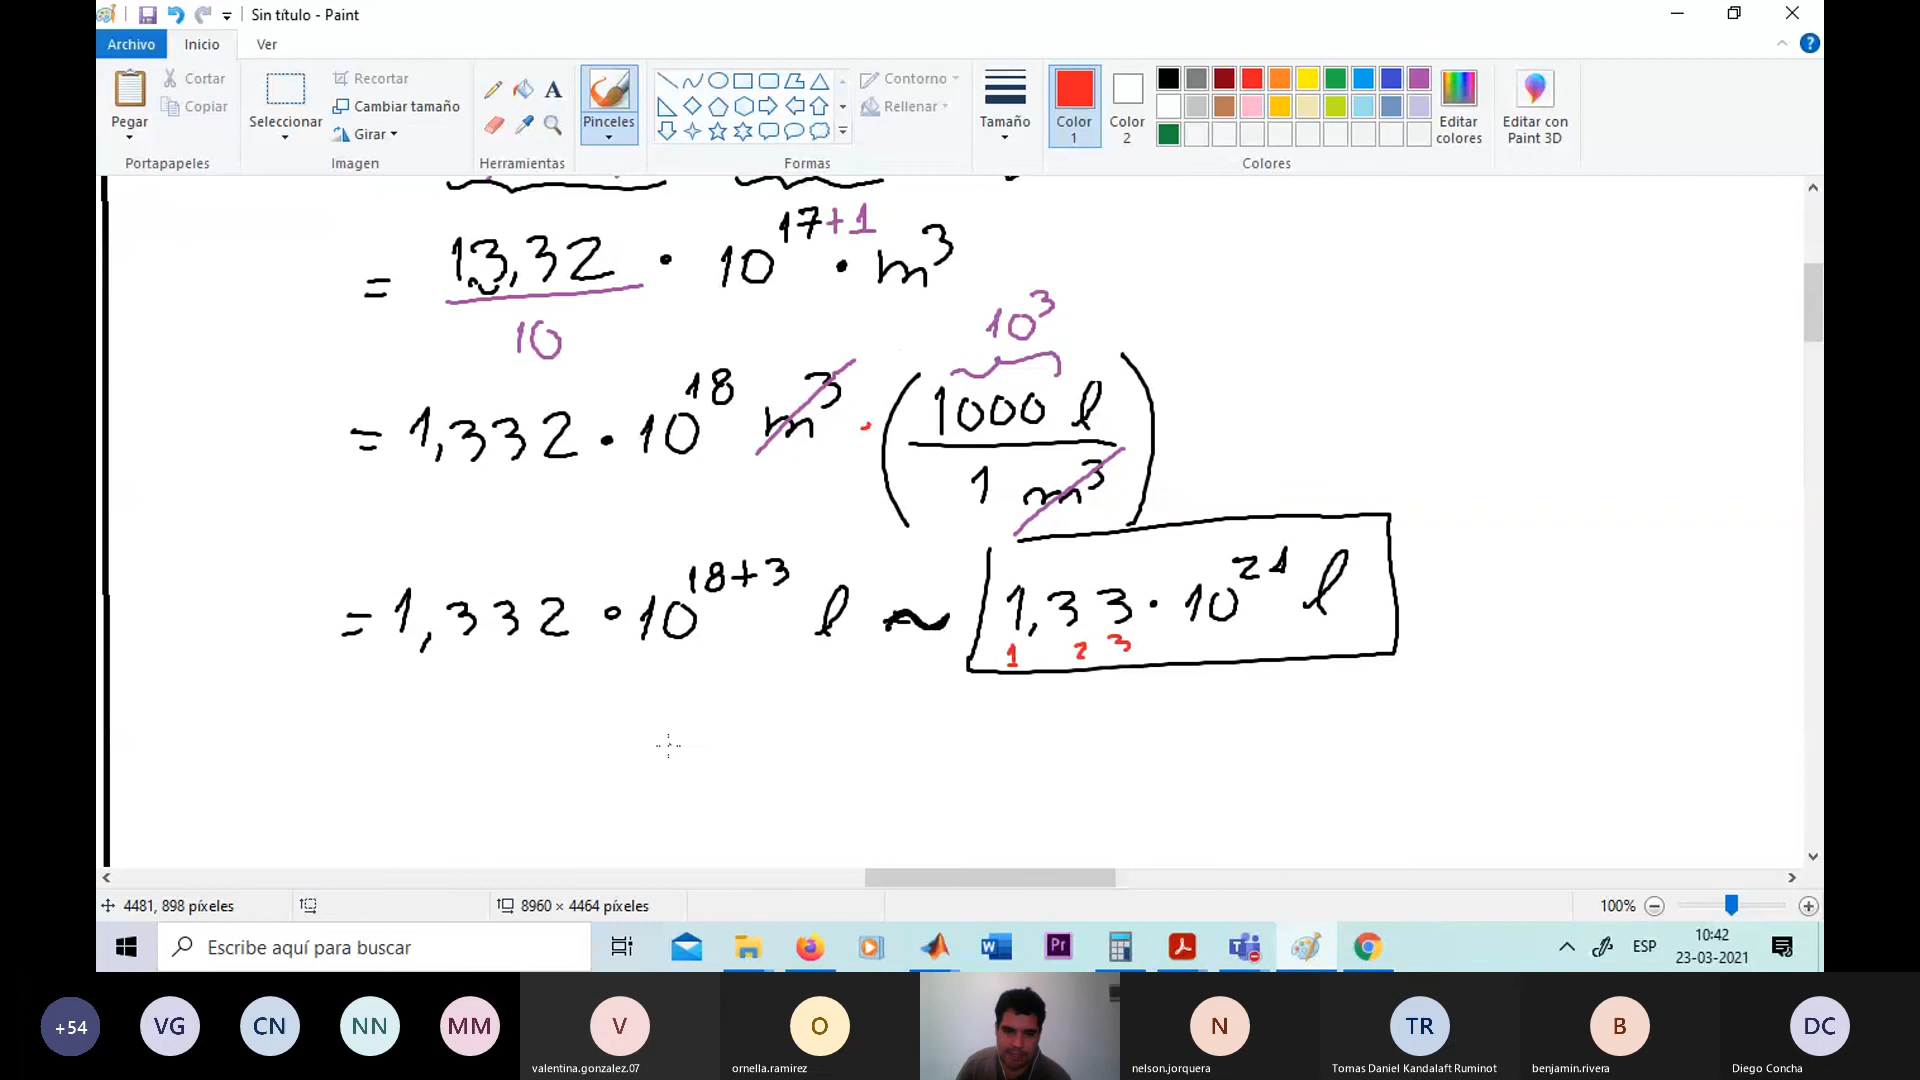 Sin título - Paint
Archivo Inicio Ver
Pegar
Cortar
Copiar
Portapapeles
Seleccionar
Recortar
Cambiar tamaño
Girar
Imagen
A
Herramientas
Pinceles
Contorno
Rellenar
Formas
Tamaño
Color 1
Color 2
Editar colores
Editar con Paint 3D
Colores
= 13,32 / 10 · 10^17+1 · m^3
10^3
= 1,332 · 10^18 m^3 · (1000 l / 1 m^3)
= 1,332 · 10^18+3 l ~ 1,33 · 10^21 l
1 2 3
4481, 898 píxeles
8960 × 4464 píxeles
100%
Escribe aquí para buscar
Pr
ESP
10:42
23-03-2021
+54 VG CN NN MM V O N TR B DC
valentina.gonzalez.07 ornella.ramirez nelson.jorquera Tomas Daniel Kandalaft Ruminot benjamin.rivera Diego Concha